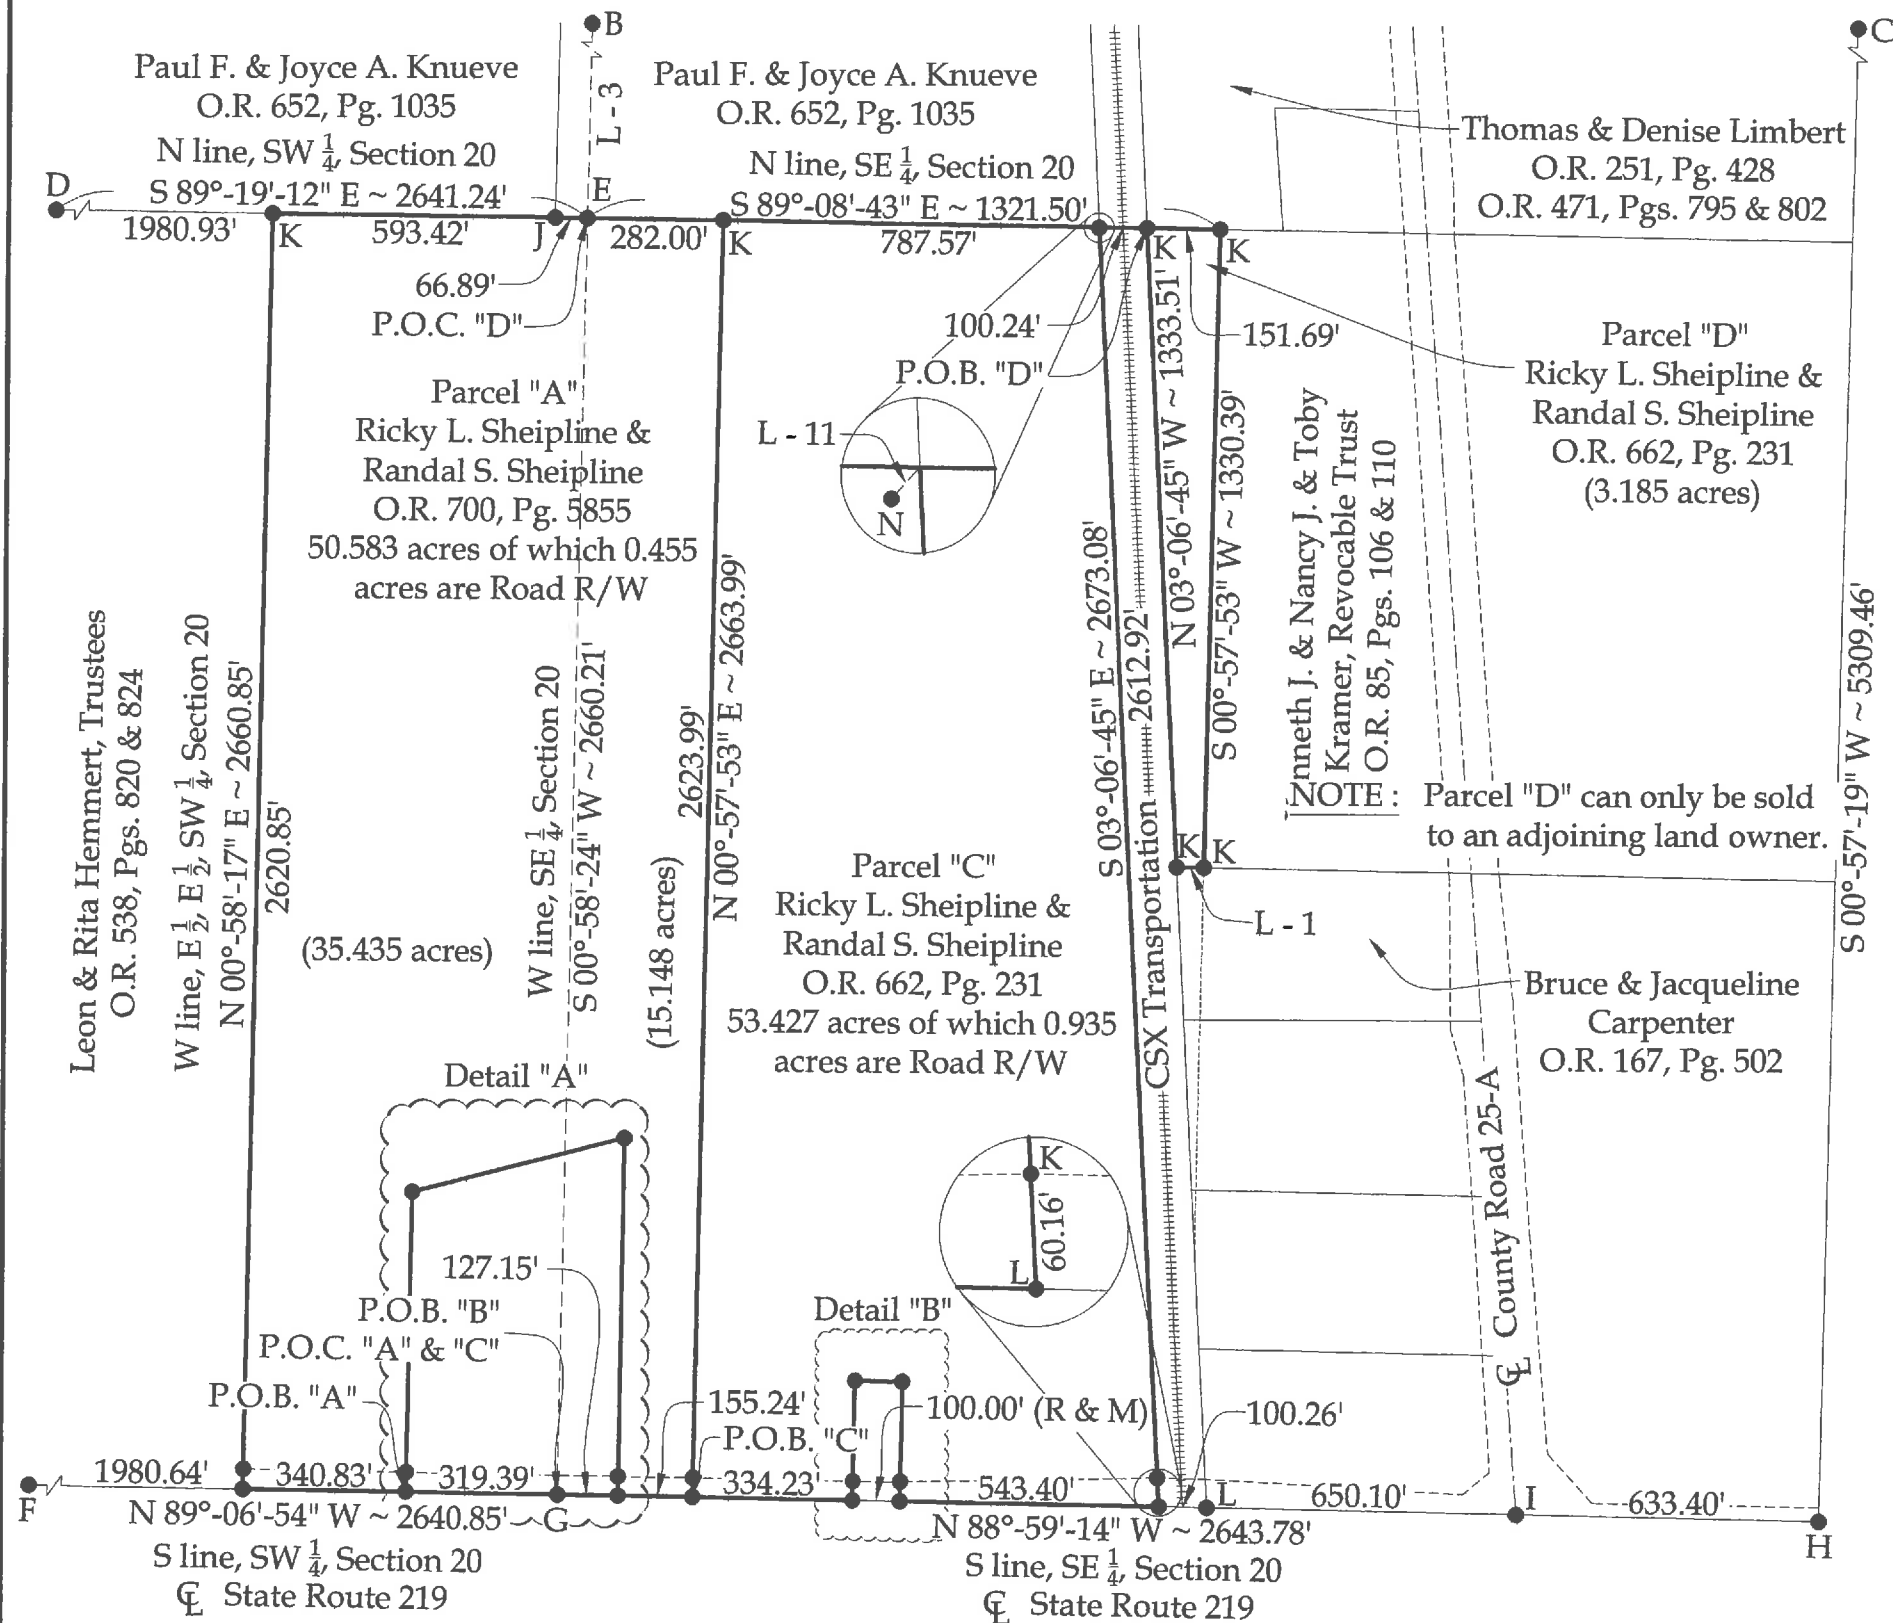 B
C
Paul F. & Joyce A. Knueve
O.R. 652, Pg. 1035
N line, SW 1/4, Section 20
S 89°-19'-12" E ~ 2641.24'
L - 3
Paul F. & Joyce A. Knueve
O.R. 652, Pg. 1035
N line, SE 1/4, Section 20
S 89°-08'-43" E ~ 1321.50'
Thomas & Denise Limbert
O.R. 251, Pg. 428
O.R. 471, Pgs. 795 & 802
D
E
1980.93'
K
593.42'
J
282.00'
K
787.57'
K
K
66.89'
P.O.C. "D"
100.24'
P.O.B. "D"
151.69'
L - 11
N
Parcel "A"
Ricky L. Sheipline &
Randal S. Sheipline
O.R. 700, Pg. 5855
50.583 acres of which 0.455
acres are Road R/W
Parcel "D"
Ricky L. Sheipline &
Randal S. Sheipline
O.R. 662, Pg. 231
(3.185 acres)
N 03°-06'-45" W ~ 1333.51'
S 00°-57'-53" W ~ 1330.39'
nneth J. & Nancy J. & Toby
Kramer, Revocable Trust
O.R. 85, Pgs. 106 & 110
NOTE : Parcel "D" can only be sold
to an adjoining land owner.
S 00°-57'-19" W ~ 5309.46'
Leon & Rita Hemmert, Trustees
O.R. 538, Pgs. 820 & 824
W line, E 1/2, E 1/2, SW 1/4, Section 20
N 00°-58'-17" E ~ 2660.85'
2620.85'
(35.435 acres)
W line, SE 1/4, Section 20
S 00°-58'-24" W ~ 2660.21'
(15.148 acres)
2623.99'
N 00°-57'-53" E ~ 2663.99'
S 03°-06'-45" E ~ 2673.08'
CSX Transportation
2612.92'
K
K
L - 1
Parcel "C"
Ricky L. Sheipline &
Randal S. Sheipline
O.R. 662, Pg. 231
53.427 acres of which 0.935
acres are Road R/W
Bruce & Jacqueline
Carpenter
O.R. 167, Pg. 502
Detail "A"
127.15'
P.O.B. "B"
P.O.C. "A" & "C"
P.O.B. "A"
Detail "B"
K
60.16'
L
℄ County Road 25-A
155.24'
P.O.B. "C"
100.00' (R & M)
100.26'
F
1980.64'
340.83'
319.39'
334.23'
543.40'
L
650.10'
I
633.40'
H
N 89°-06'-54" W ~ 2640.85'
G
S line, SW 1/4, Section 20
℄ State Route 219
N 88°-59'-14" W ~ 2643.78'
S line, SE 1/4, Section 20
℄ State Route 219